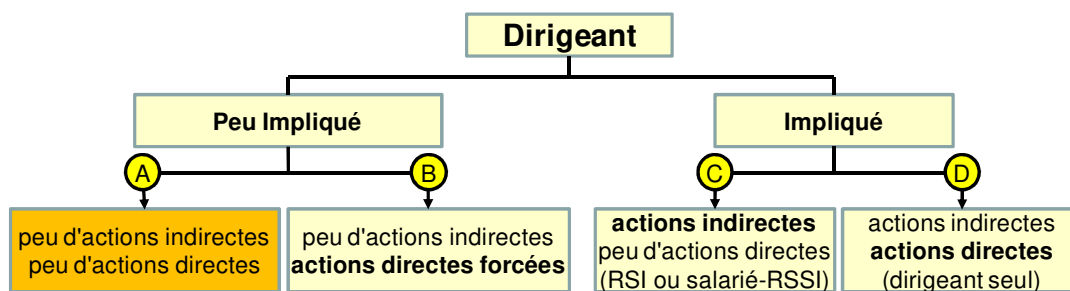 Dirigeant
Peu Impliqué
Impliqué
A
B
C
D
peu d'actions indirectes
peu d'actions directes
peu d'actions indirectes
actions directes forcées
actions indirectes
peu d'actions directes
(RSI ou salarié-RSSI)
actions indirectes
actions directes
(dirigeant seul)